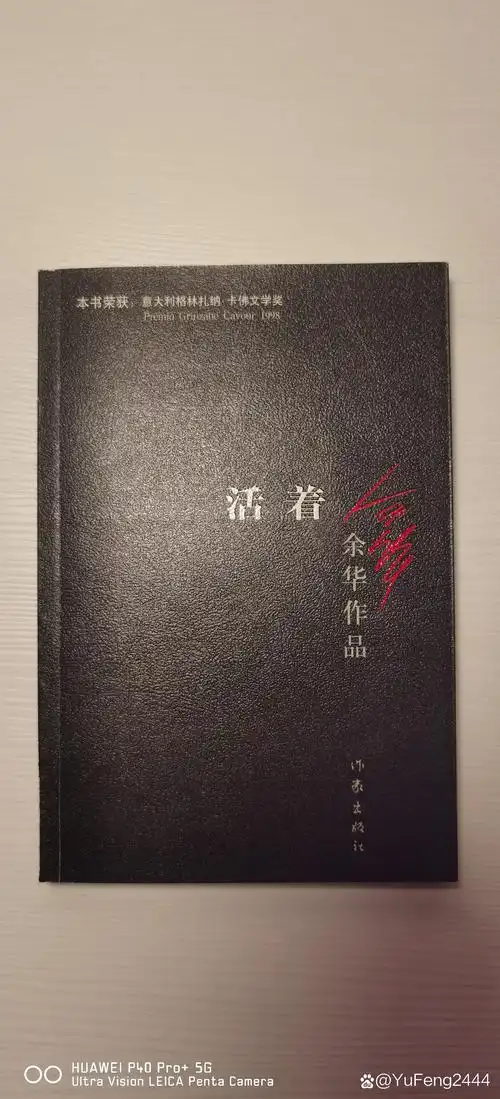 本书荣获：意大利格林扎纳·卡佛文学奖
Premio Grinzane Cavour 1998
活着
余华
余华作品
作家出版社
HUAWEI P40 Pro+ 5G
Ultra Vision LEICA Penta Camera
@YuFeng2444